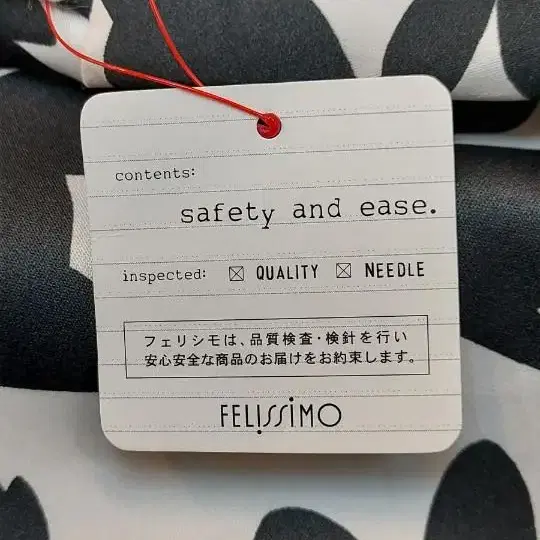 contents:
safety and ease.
inspected: ☒ QUALITY ☒ NEEDLE
フェリシモは、品質検査・検針を行い
安心安全な商品のお届けをお約束します。
FELISSIMO